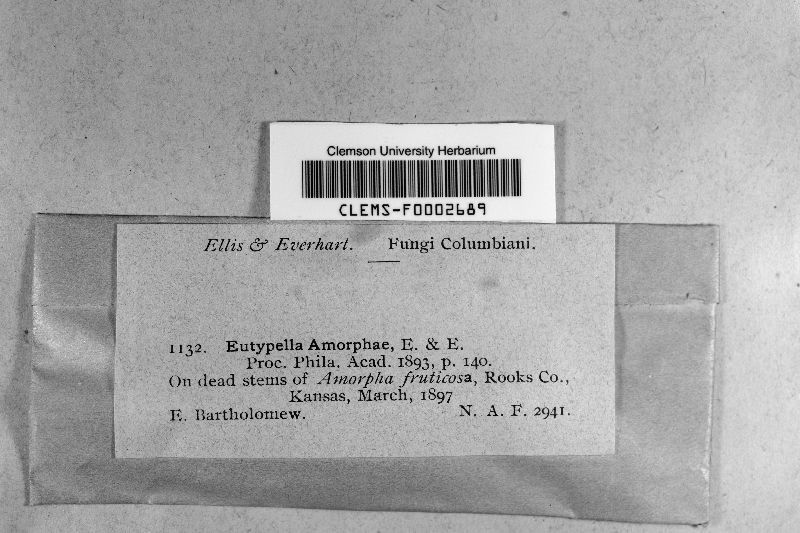 Clemson University Herbarium
CLEMS-F0002689
Ellis & Everhart. Fungi Columbiani.
1132. Eutypella Amorphae, E. & E.
Proc. Phila. Acad. 1893, p. 140.
On dead stems of Amorpha fruticosa, Rooks Co.,
Kansas, March, 1897
E. Bartholomew. N. A. F. 2941.